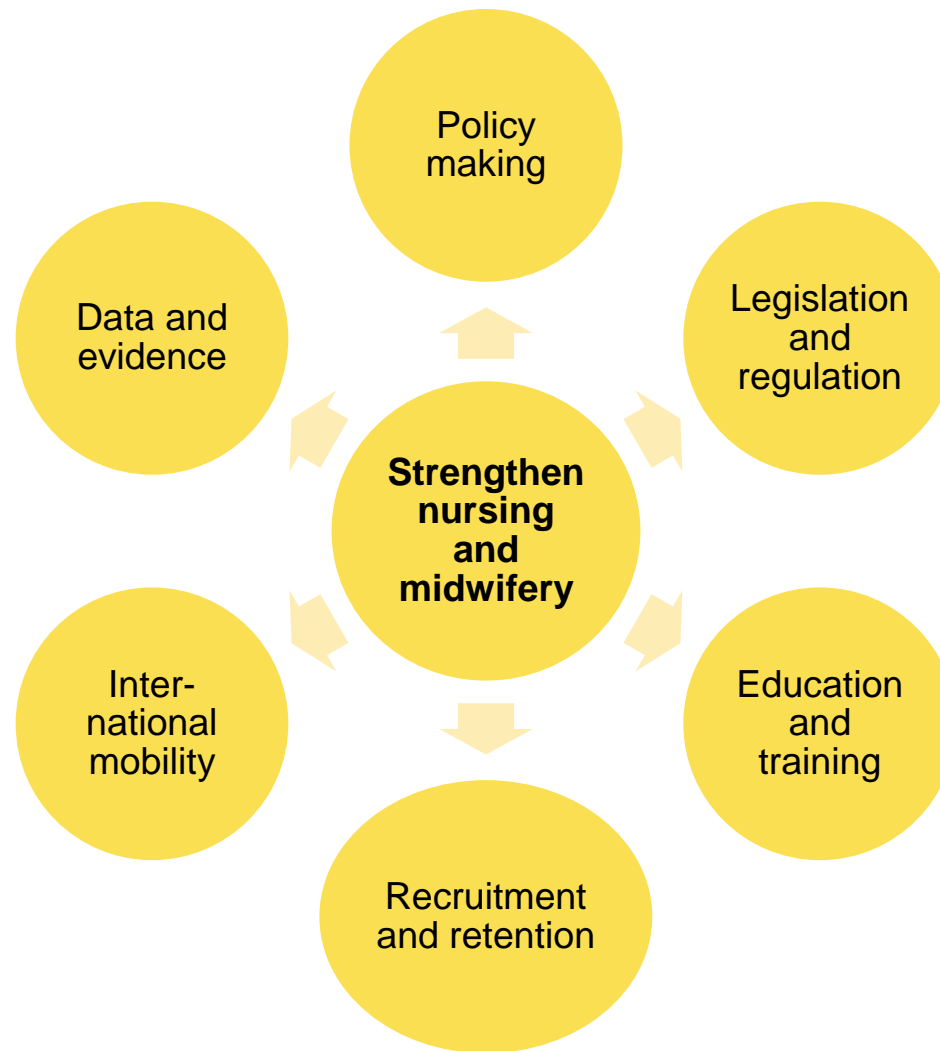 Policy
making
Legislation
and
regulation
Data and
evidence
Strengthen
nursing
and
midwifery
Inter-
national
mobility
Education
and
training
Recruitment
and retention